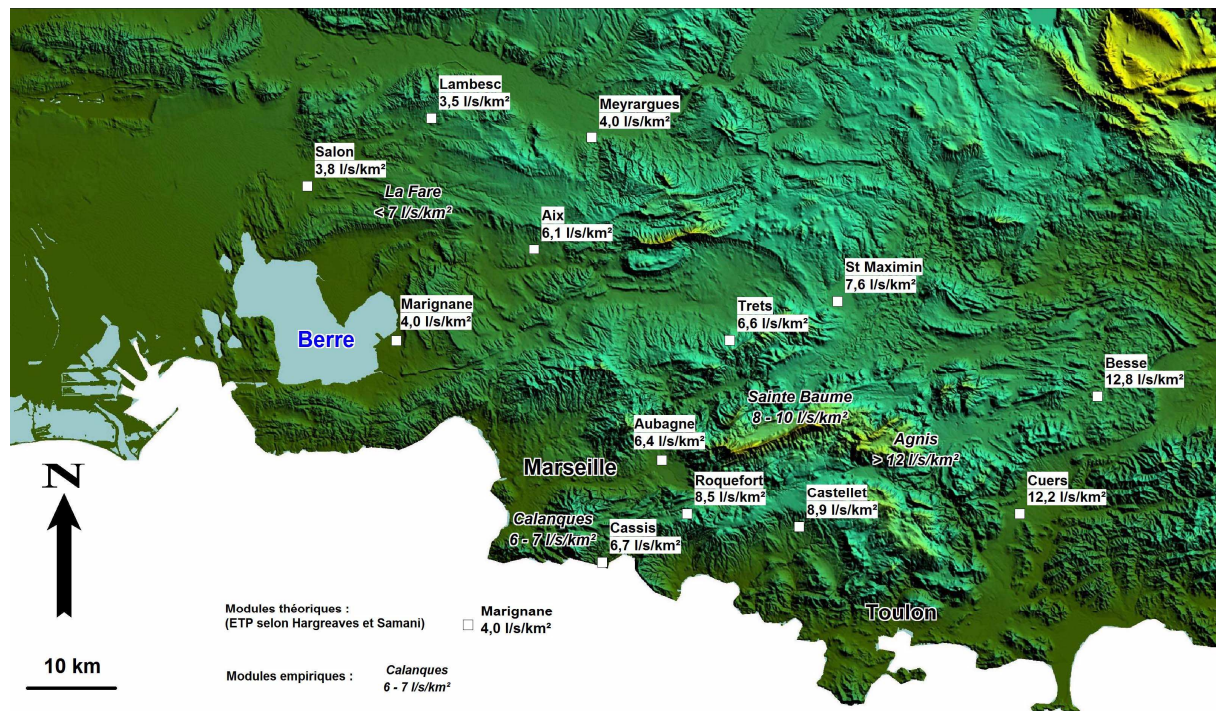 Lambesc
3,5 l/s/km²
Meyrargues
4,0 l/s/km²
Salon
3,8 l/s/km²
La Fare
< 7 l/s/km²
Aix
6,1 l/s/km²
St Maximin
7,6 l/s/km²
Marignane
4,0 l/s/km²
Berre
Trets
6,6 l/s/km²
Besse
12,8 l/s/km²
Sainte Baume
8 - 10 l/s/km²
Aubagne
6,4 l/s/km²
Agnis
> 12 l/s/km²
Marseille
Roquefort
8,5 l/s/km²
Castellet
8,9 l/s/km²
Cuers
12,2 l/s/km²
Calanques
6 - 7 l/s/km²
Cassis
6,7 l/s/km²
Toulon
N
10 km
Modules théoriques :
(ETP selon Hargreaves et Samani)
Marignane
4,0 l/s/km²
Modules empiriques :
Calanques
6 - 7 l/s/km²